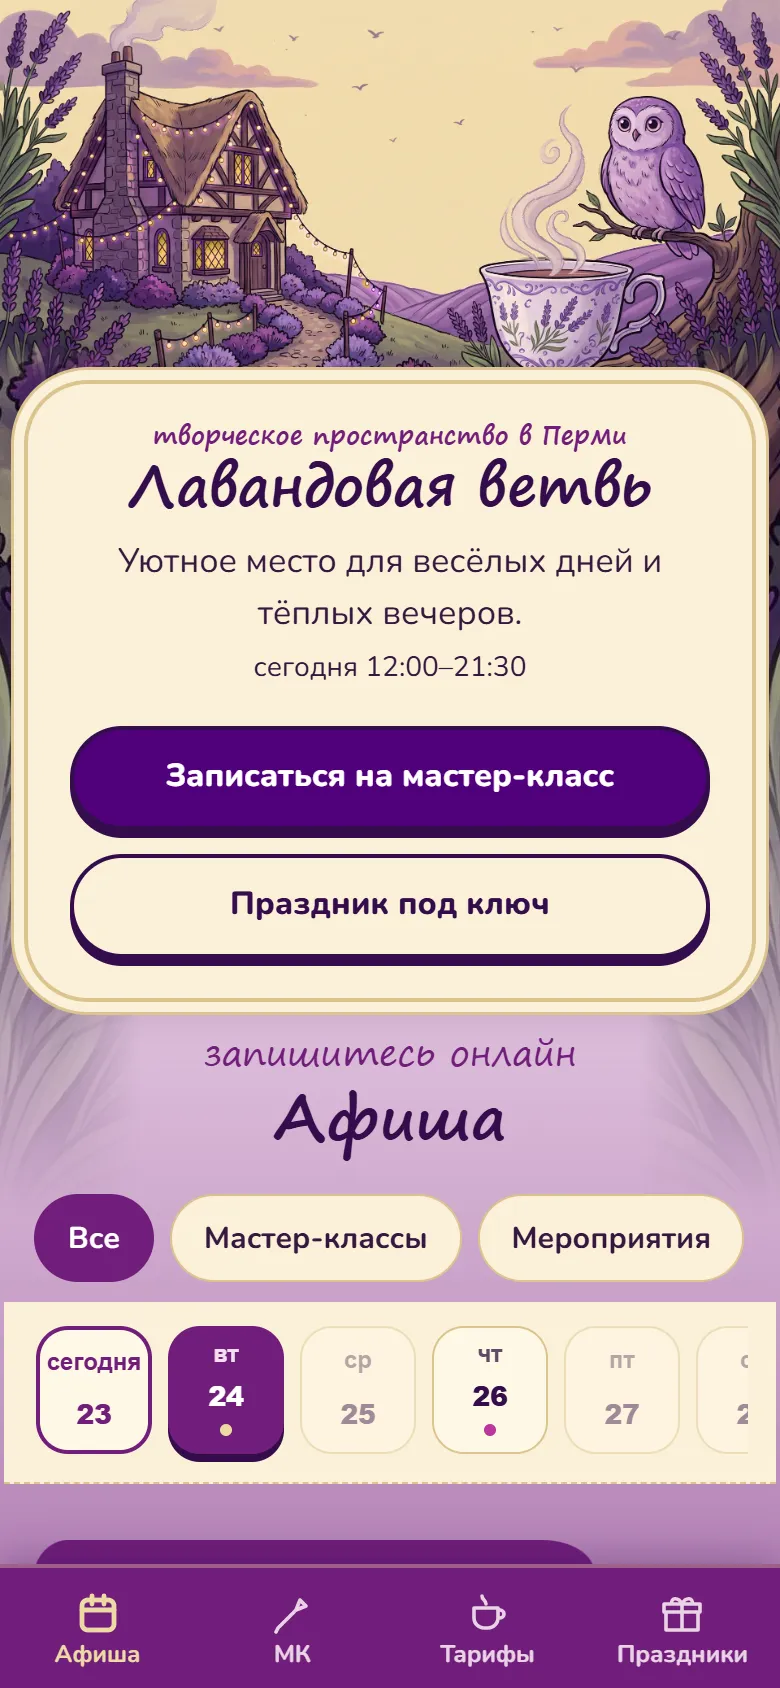 творческое пространство в Перми
Лавандовая ветвь
Уютное место для весёлых дней и
тёплых вечеров.
сегодня 12:00–21:30
Записаться на мастер-класс
Праздник под ключ
запишитесь онлайн
Афиша
Все Мастер-классы Мероприятия
сегодня вт ср чт пт
23 24 25 26 27
Афиша МК Тарифы Праздники